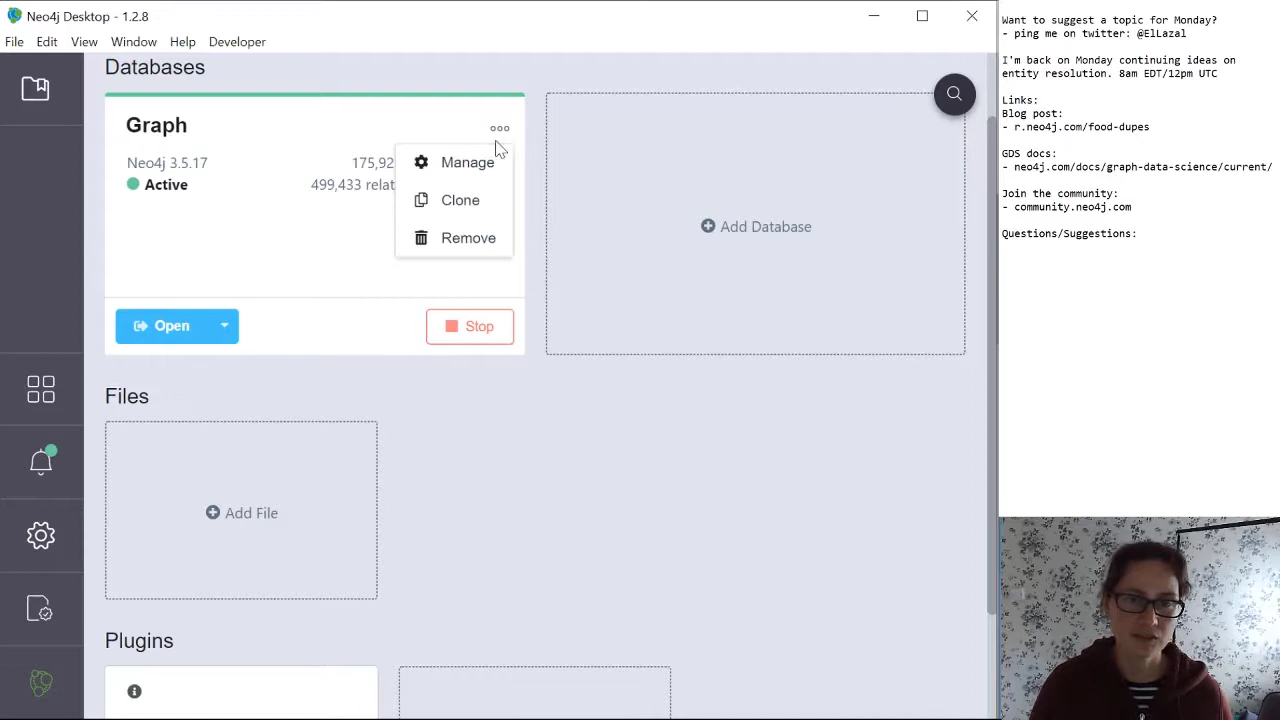 Neo4j Desktop - 1.2.8
File Edit View Window Help Developer
Databases
Graph
Neo4j 3.5.17
175,92
Active
499,433 relat
Manage
Clone
Remove
Open
Stop
Add Database
Files
Add File
Plugins
Want to suggest a topic for Monday?
- ping me on twitter: @ElLazal
I'm back on Monday continuing ideas on
entity resolution. 8am EDT/12pm UTC
Links:
Blog post:
- r.neo4j.com/food-dupes
GDS docs:
- neo4j.com/docs/graph-data-science/current/
Join the community:
- community.neo4j.com
Questions/Suggestions: